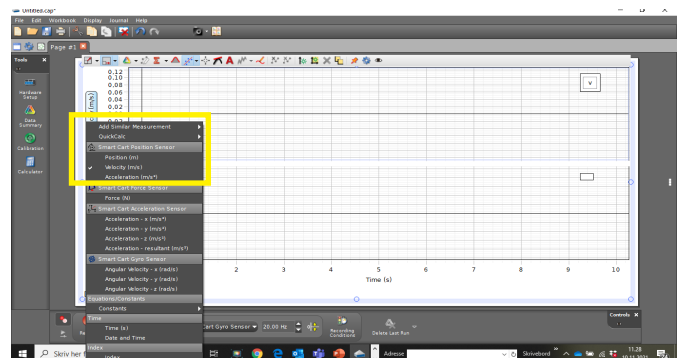 Untitled.cap*
File Edit Workbook Display Journal Help
Page #1
Tools
Hardware Setup
Data Summary
Calibration
Calculator
0,12
0,10
0,08
0,06
0,04
0,02
(m/s)
V
Add Similar Measurement
QuickCalc
Smart Cart Position Sensor
Position (m)
✓ Velocity (m/s)
Acceleration (m/s²)
Smart Cart Force Sensor
Force (N)
Smart Cart Acceleration Sensor
Acceleration - x (m/s²)
Acceleration - y (m/s²)
Acceleration - z (m/s²)
Acceleration - resultant (m/s²)
Smart Cart Gyro Sensor
Angular Velocity - x (rad/s)
Angular Velocity - y (rad/s)
Angular Velocity - z (rad/s)
Equations/Constants
Constants
Time
Time (s)
Date and Time
Index
Index
2 3 4 5 6 7 8 9 10
Time (s)
Controls
Cart Gyro Sensor 20.00 Hz
Recording Conditions
Delete Last Run
Skriv her f
Adresse
Skrivebord
11.28
10.11.2021